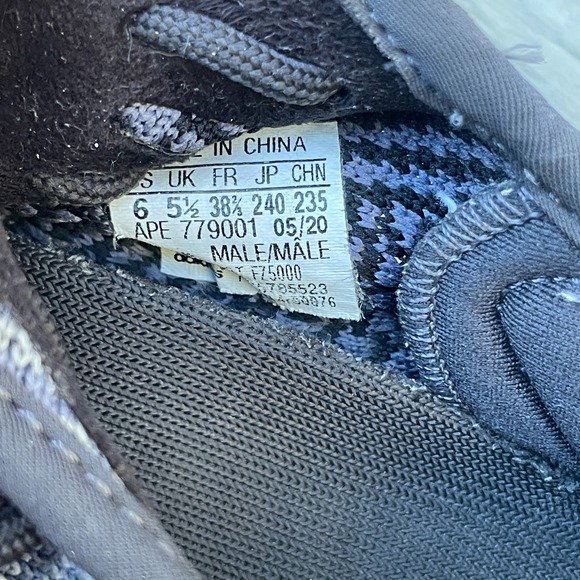 IN CHINA
UK FR JP CHN
6 5½ 38⅔ 240 235
APE 779001 05/20
MALE/MÂLE
F75000